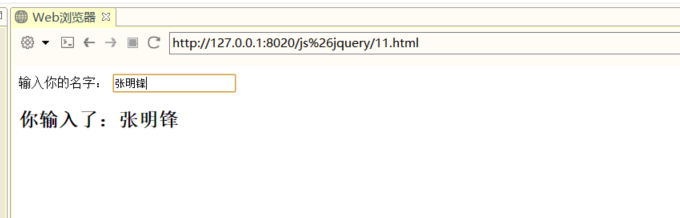 Web浏览器
http://127.0.0.1:8020/js%26jquery/11.html
输入你的名字： 张明锋
你输入了：张明锋